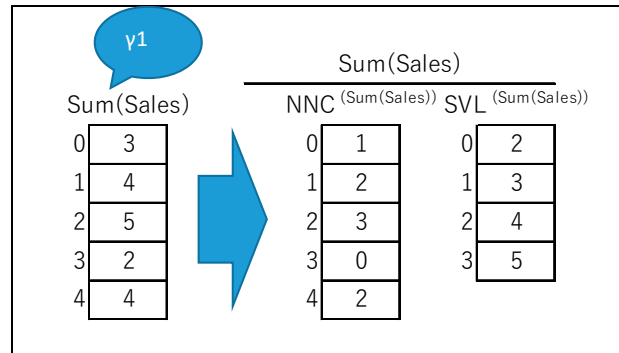 γ1
Sum(Sales)
Sum(Sales) NNC (Sum(Sales)) SVL (Sum(Sales))
0 3 0 1 0 2
1 4 1 2 1 3
2 5 2 3 2 4
3 2 3 0 3 5
4 4 4 2